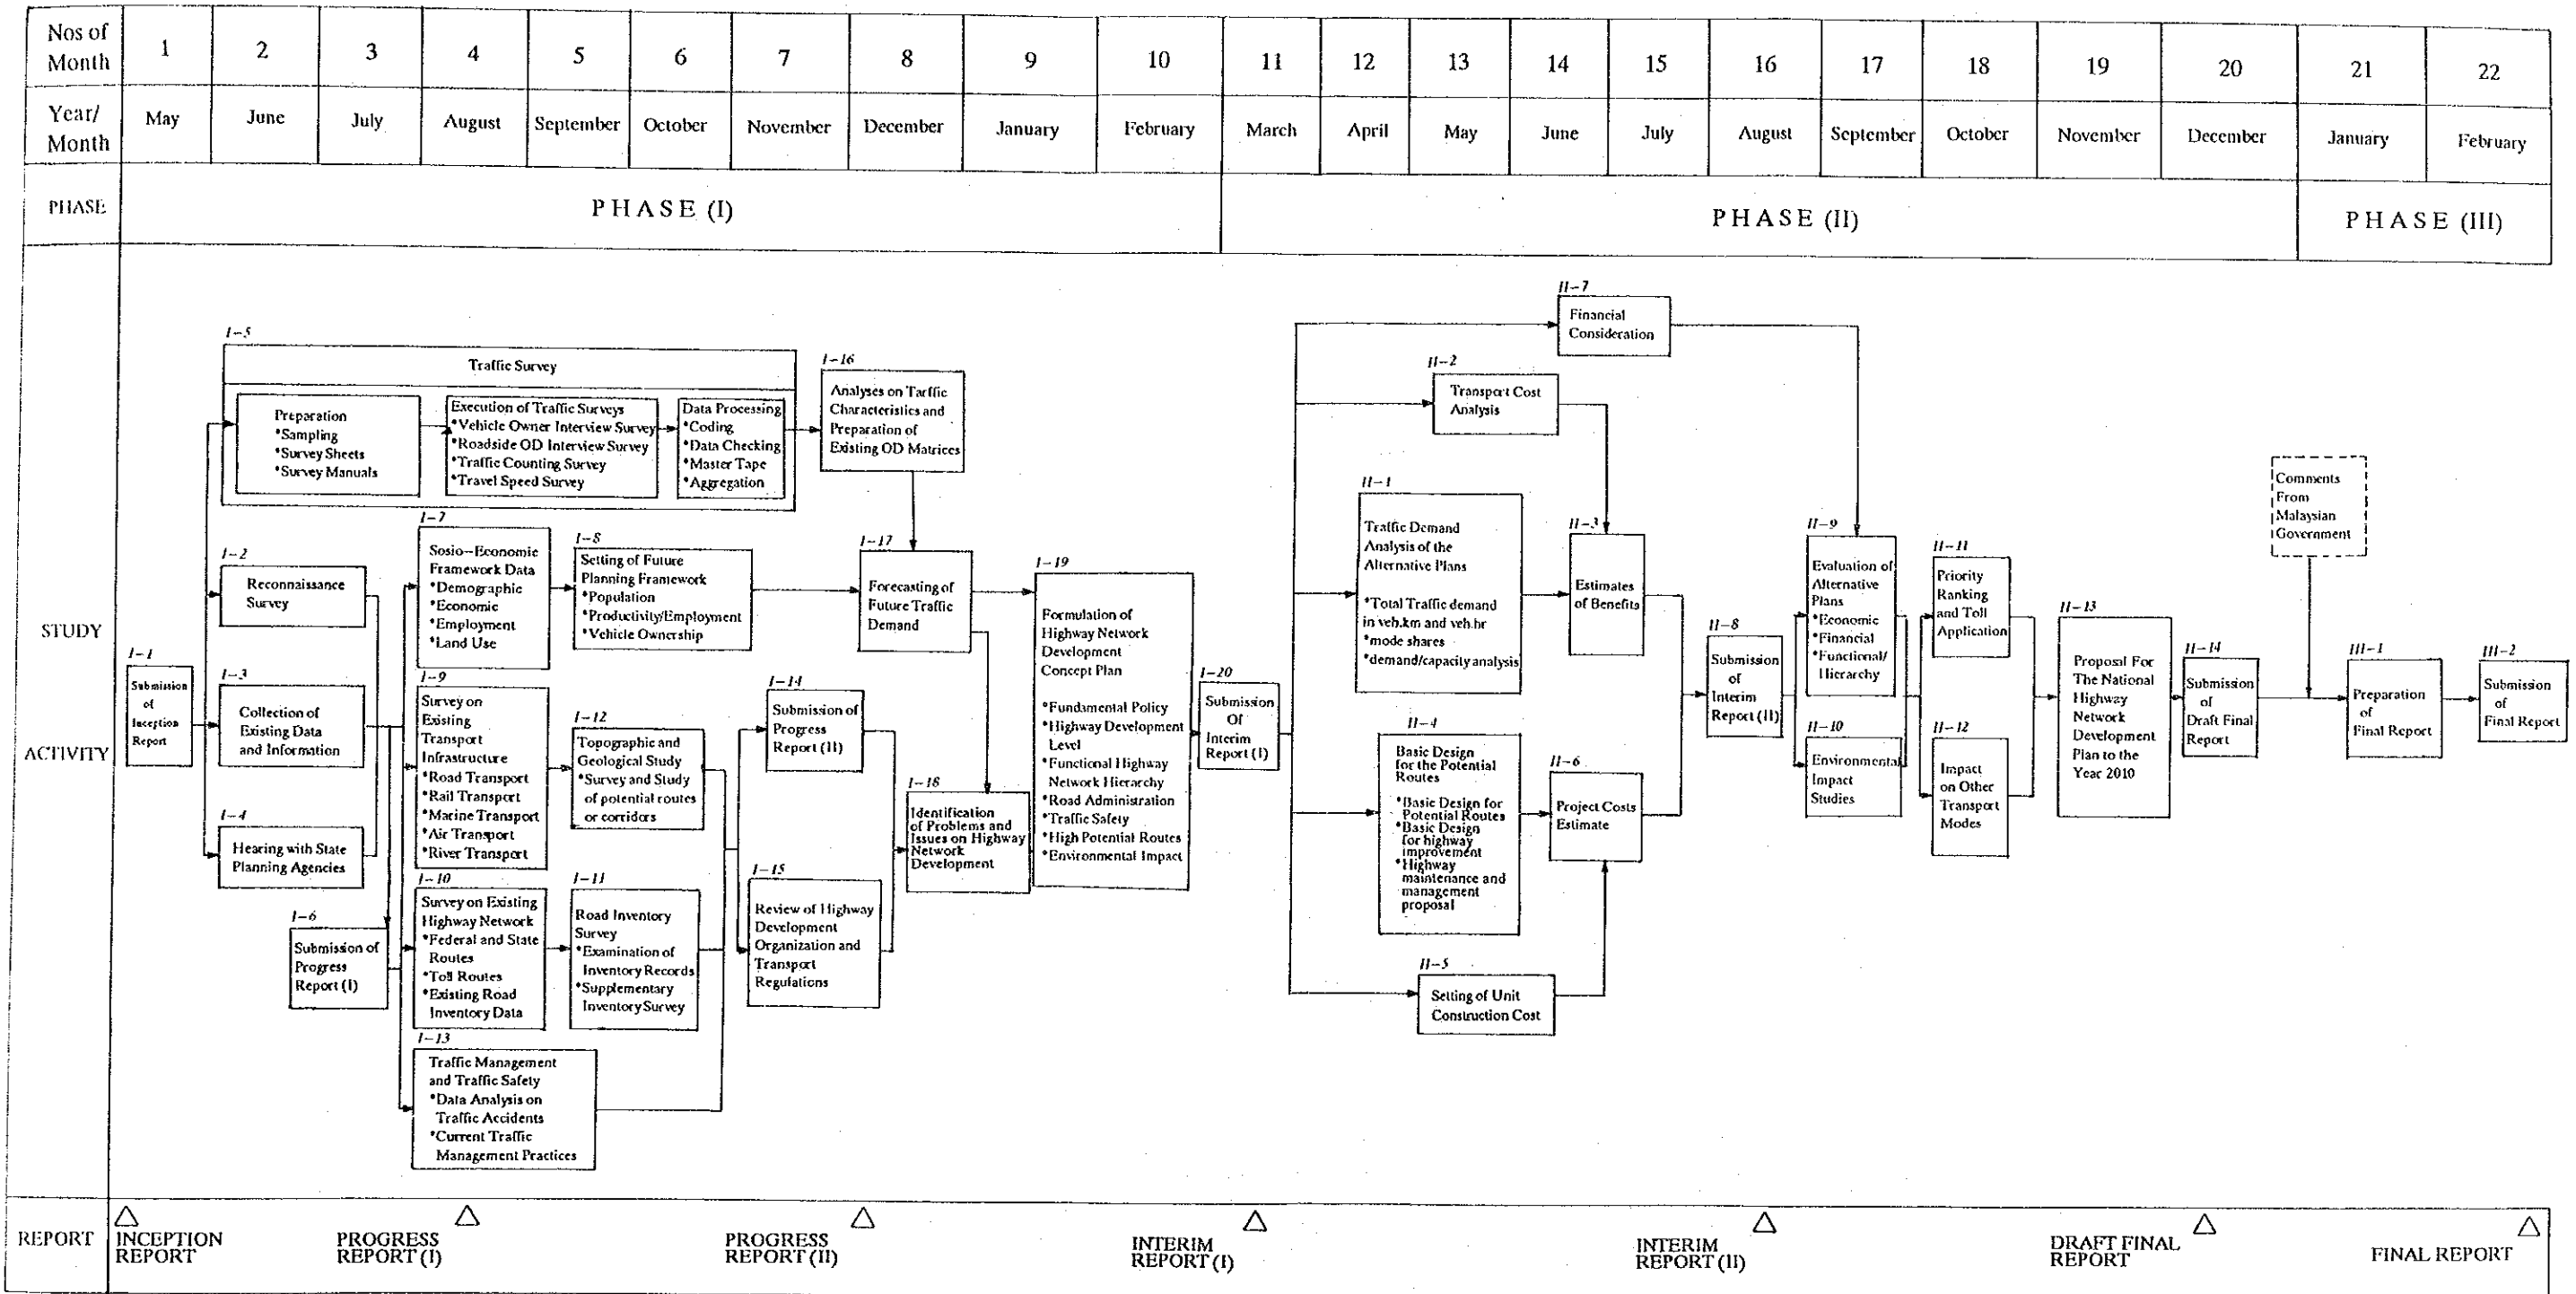 Nos of
Month
1 2 3 4 5 6 7 8 9 10 11 12 13 14 15 16 17 18 19 20 21 22
Year/
Month
May June July August September October November December January February March April May June July August September October November December January February
PHASE
PHASE (I)
PHASE (II)
PHASE (III)
STUDY
ACTIVITY
I-1
Submission
of
Inception
Report
I-5
Traffic Survey
Preparation
*Sampling
*Survey Sheets
*Survey Manuals
Execution of Traffic Surveys
*Vehicle Owner Interview Survey
*Roadside OD Interview Survey
*Traffic Counting Survey
*Travel Speed Survey
Data Processing
*Coding
*Data Checking
*Master Tape
*Aggregation
I-2
Reconnaissance
Survey
I-3
Collection of
Existing Data
and Information
I-4
Hearing with State
Planning Agencies
I-6
Submission of
Progress
Report (I)
I-7
Sosio-Economic
Framework Data
*Demographic
*Economic
*Employment
*Land Use
I-9
Survey on
Existing
Transport
Infrastructure
*Road Transport
*Rail Transport
*Marine Transport
*Air Transport
*River Transport
I-10
Survey on Existing
Highway Network
*Federal and State
Routes
*Toll Routes
*Existing Road
Inventory Data
I-13
Traffic Management
and Traffic Safety
*Data Analysis on
Traffic Accidents
*Current Traffic
Management Practices
I-8
Setting of Future
Planning Framework
*Population
*Productivity/Employment
*Vehicle Ownership
I-12
Topographic and
Geological Study
*Survey and Study
of potential routes
or corridors
I-11
Road Inventory
Survey
*Examination of
Inventory Records
*Supplementary
Inventory Survey
I-16
Analyses on Tarffic
Characteristics and
Preparation of
Existing OD Matrices
I-17
Forecasting of
Future Traffic
Demand
I-14
Submission of
Progress
Report (II)
I-15
Review of Highway
Development
Organization and
Transport
Regulations
I-18
Identification
of Problems and
Issues on Highway
Network
Development
I-19
Formulation of
Highway Network
Development
Concept Plan
*Fundamental Policy
*Highway Development
Level
*Functional Highway
Network Hierarchy
*Road Administration
*Traffic Safety
*High Potential Routes
*Environmental Impact
I-20
Submission
Of
Interim
Report (I)
II-7
Financial
Consideration
II-2
Transport Cost
Analysis
II-1
Traffic Demand
Analysis of the
Alternative Plans
*Total Traffic demand
in veh.km and veh.hr
*mode shares
*demand/capacity analysis
II-4
Basic Design
for the Potential
Routes
*Basic Design for
Potential Routes
*Basic Design
for highway
improvement
*Highway
maintenance and
management
proposal
II-5
Setting of Unit
Construction Cost
II-3
Estimates
of Benefits
II-6
Project Costs
Estimate
II-8
Submission
of
Interim
Report (II)
II-9
Evaluation of
Alternative
Plans
*Economic
*Financial
*Functional/
Hierarchy
II-10
Environmental
Impact
Studies
II-11
Priority
Ranking
and Toll
Application
II-12
Impact
on Other
Transport
Modes
II-13
Proposal For
The National
Highway
Network
Development
Plan to the
Year 2010
II-14
Submission
of
Draft Final
Report
Comments
From
Malaysian
Government
III-1
Preparation
of
Final Report
III-2
Submission
of
Final Report
REPORT
INCEPTION
REPORT
PROGRESS
REPORT (I)
PROGRESS
REPORT (II)
INTERIM
REPORT (I)
INTERIM
REPORT (II)
DRAFT FINAL
REPORT
FINAL REPORT